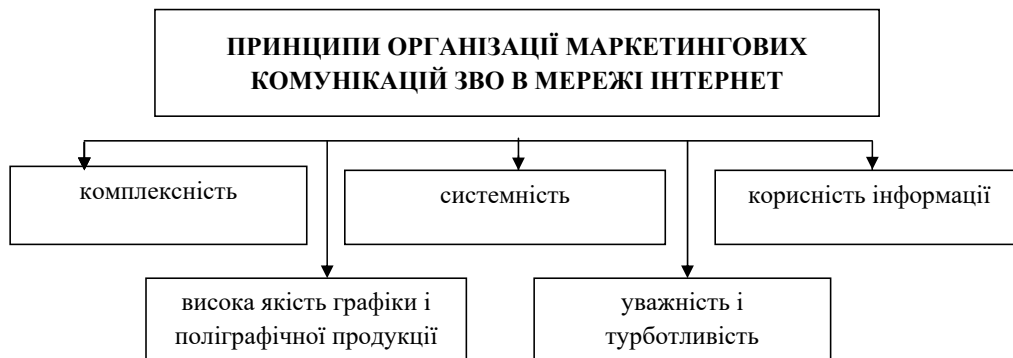 ПРИНЦИПИ ОРГАНІЗАЦІЇ МАРКЕТИНГОВИХ
КОМУНІКАЦІЙ ЗВО В МЕРЕЖІ ІНТЕРНЕТ
комплексність
системність
корисність інформації
висока якість графіки і
поліграфічної продукції
уважність і
турботливість